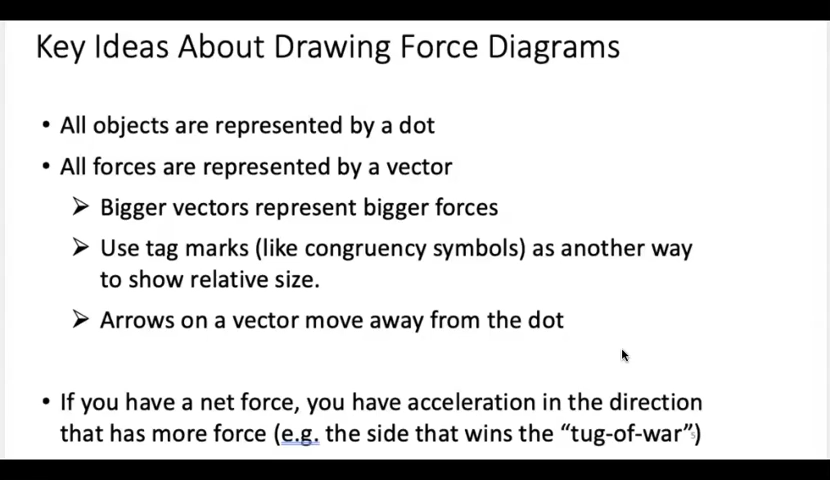 Key Ideas About Drawing Force Diagrams
• All objects are represented by a dot
• All forces are represented by a vector
➢ Bigger vectors represent bigger forces
➢ Use tag marks (like congruency symbols) as another way
to show relative size.
➢ Arrows on a vector move away from the dot
• If you have a net force, you have acceleration in the direction
that has more force (e.g. the side that wins the “tug-of-war”)